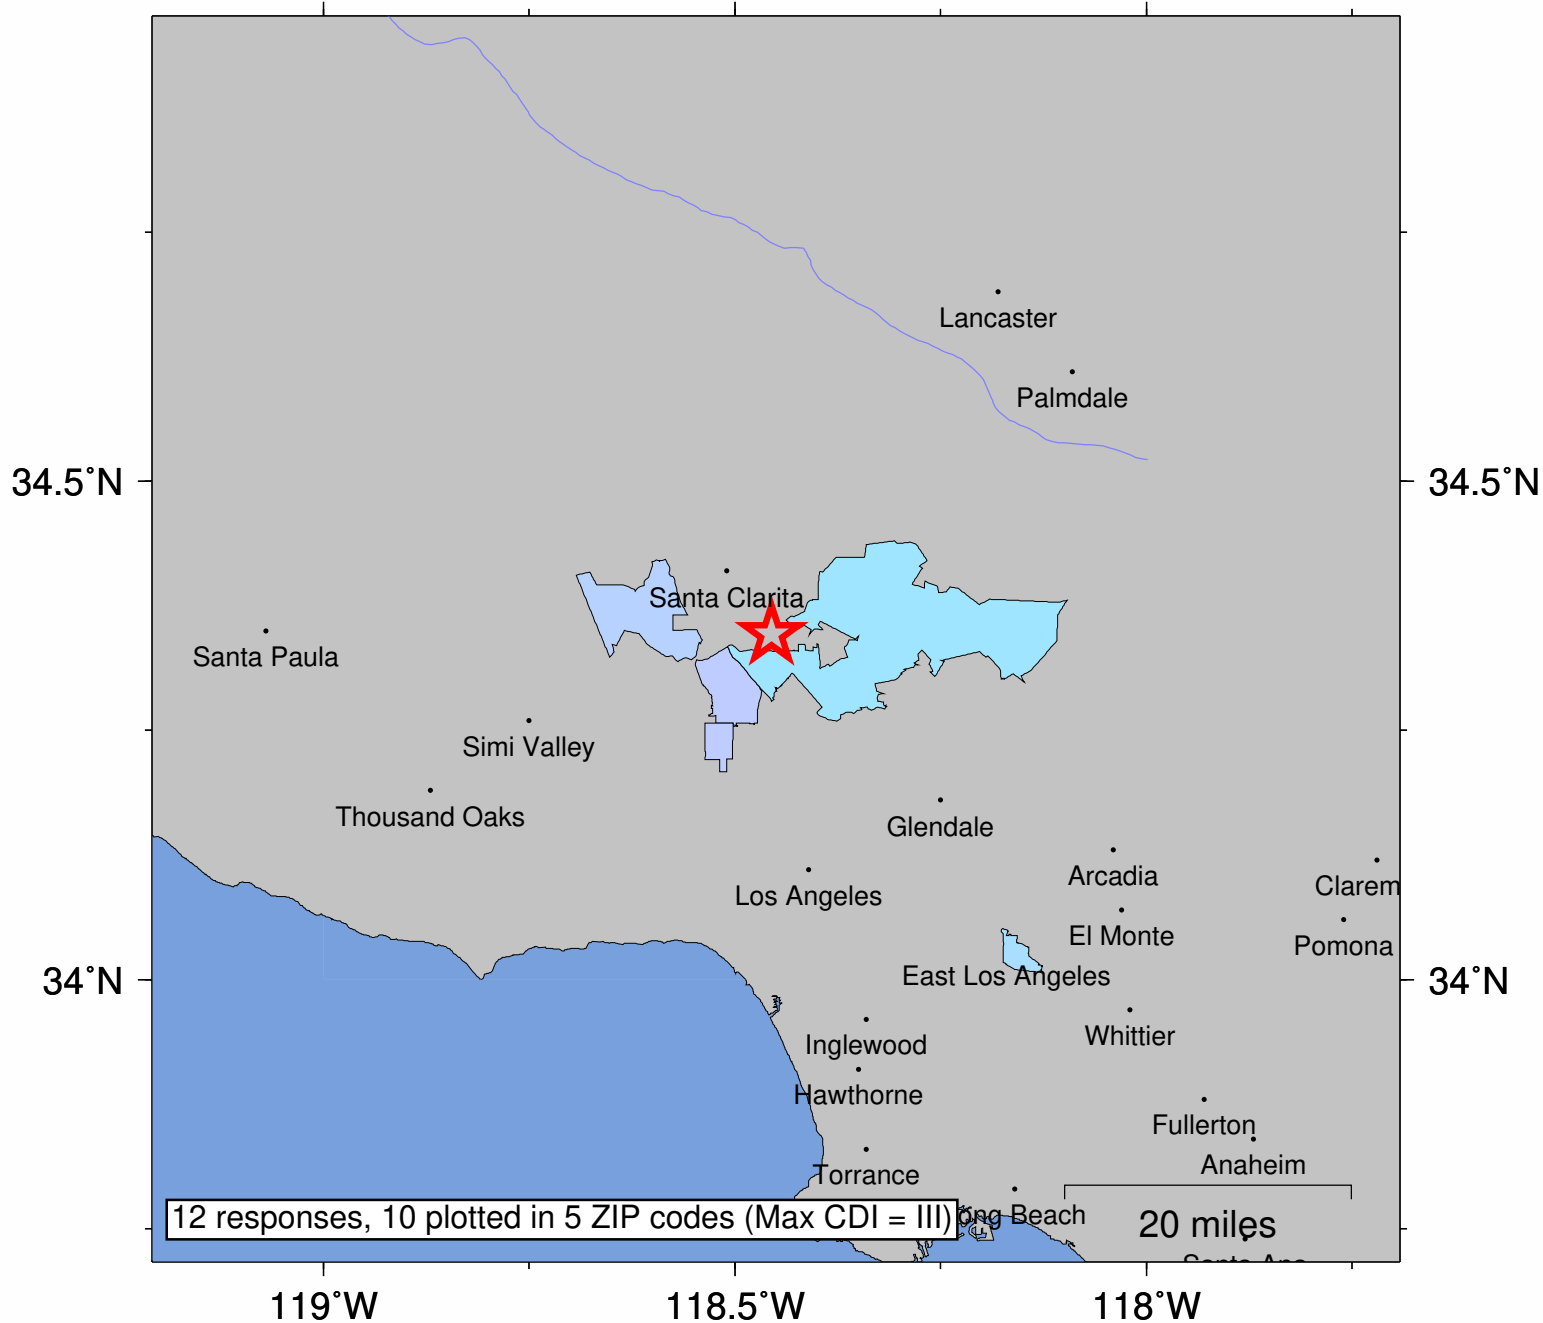 Lancaster
Palmdale
34.5°N
34.5°N
Santa Clarita
Santa Paula
Simi Valley
Thousand Oaks
Glendale
Arcadia
Clarem
Los Angeles
El Monte
Pomona
East Los Angeles
34°N
34°N
Whittier
Inglewood
Hawthorne
Fullerton
Anaheim
Torrance
12 responses, 10 plotted in 5 ZIP codes (Max CDI = III)
ong Beach
20 miles
Santa Ana
119°W
118.5°W
118°W